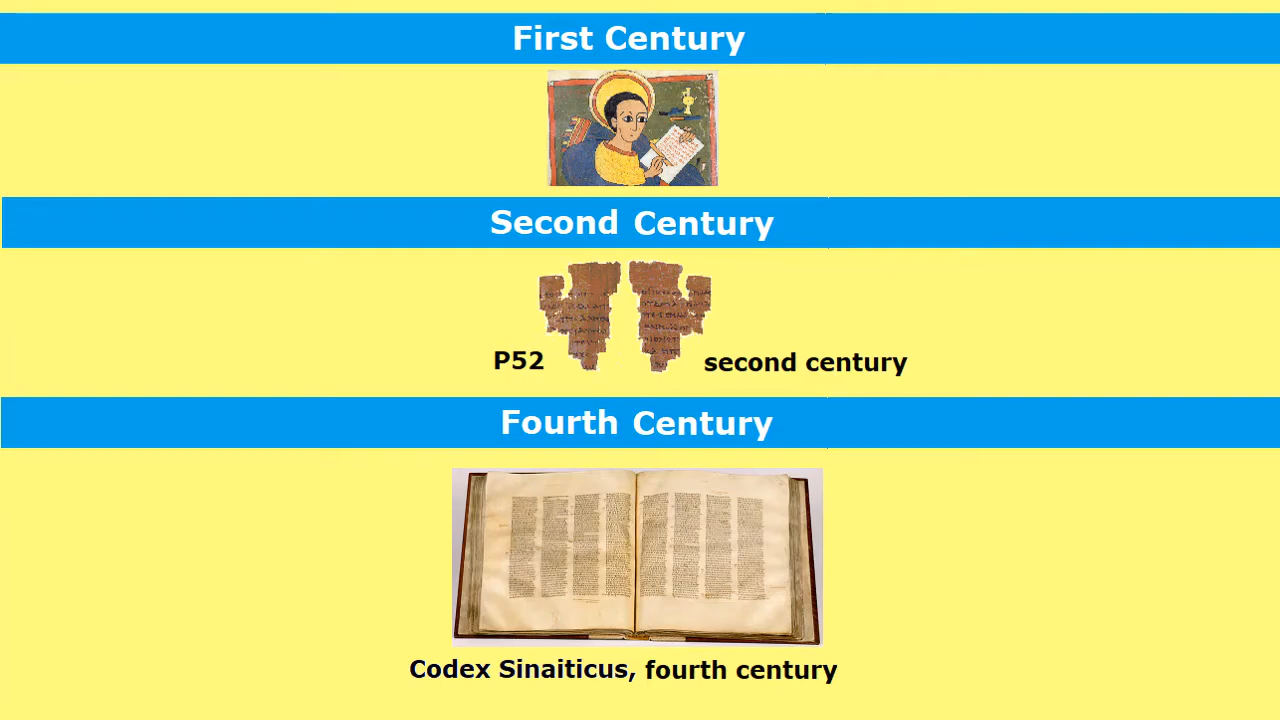 First Century
Second Century
P52
second century
Fourth Century
Codex Sinaiticus, fourth century